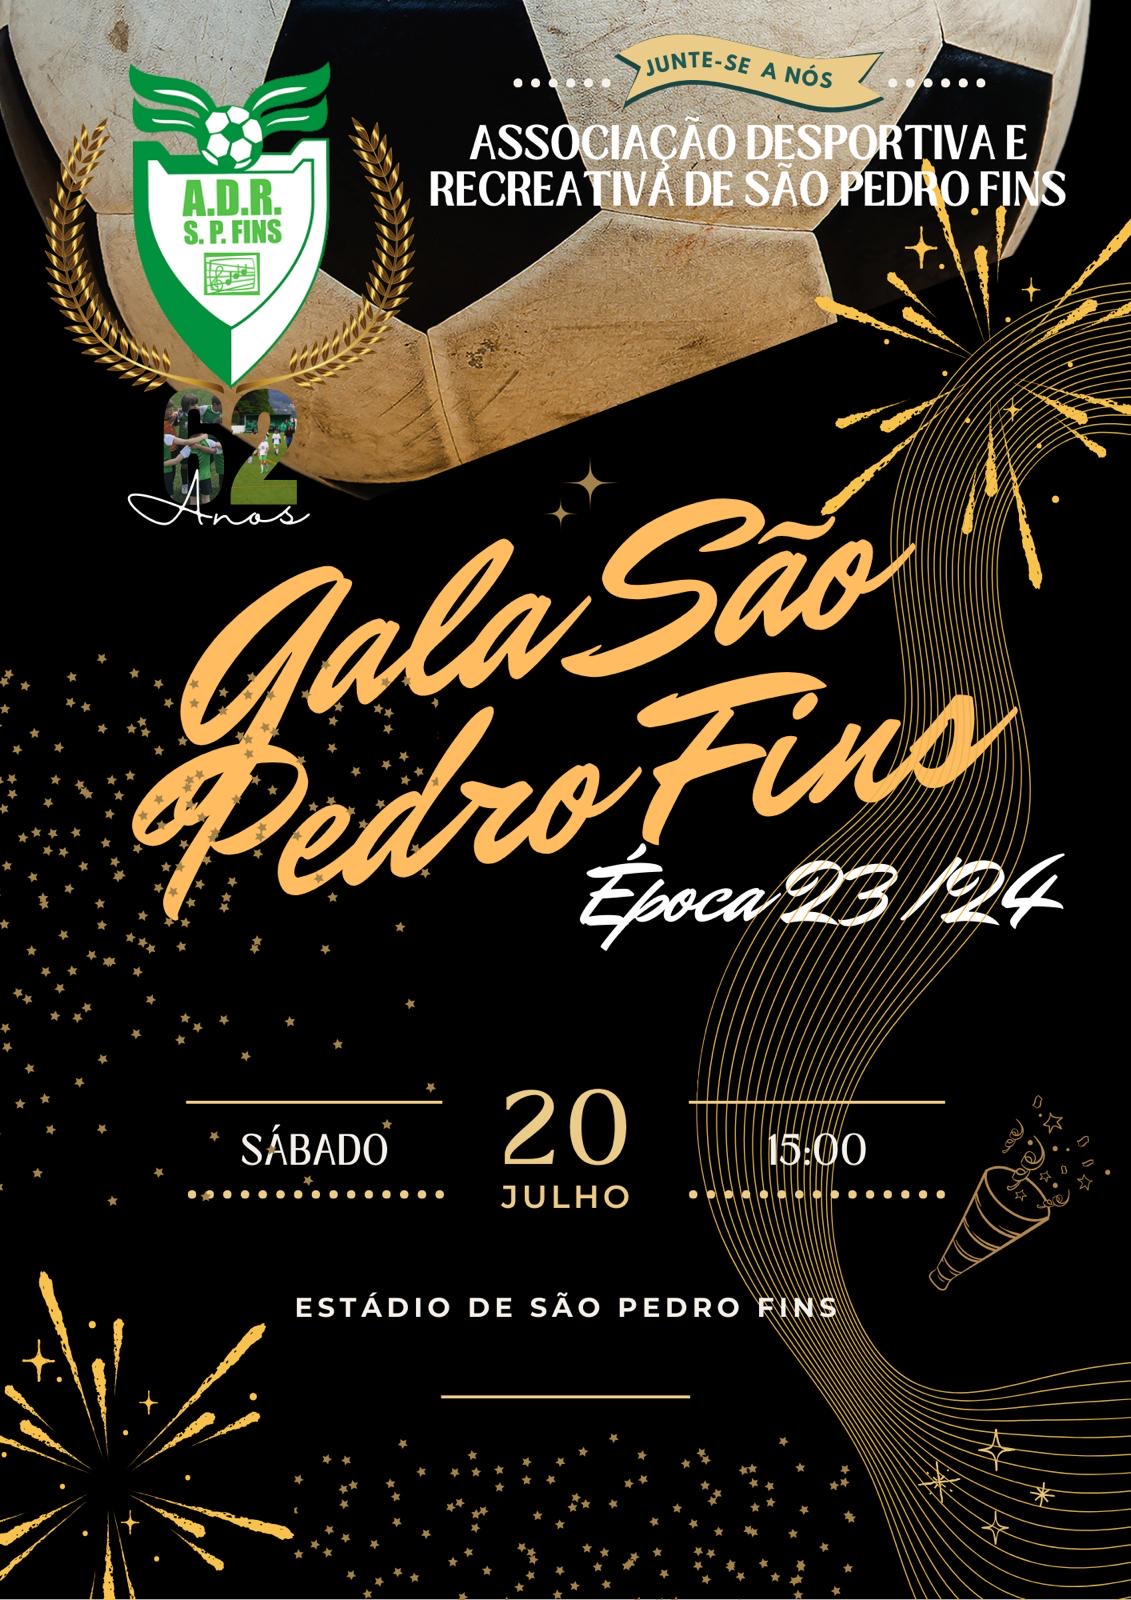 JUNTE-SE A NÓS
ASSOCIAÇÃO DESPORTIVA E
RECREATIVA DE SÃO PEDRO FINS
A.D.R.
S. P. FINS
62
Anos
Gala São
Pedro Fins
Época 23/24
SÁBADO
20
JULHO
15:00
ESTÁDIO DE SÃO PEDRO FINS